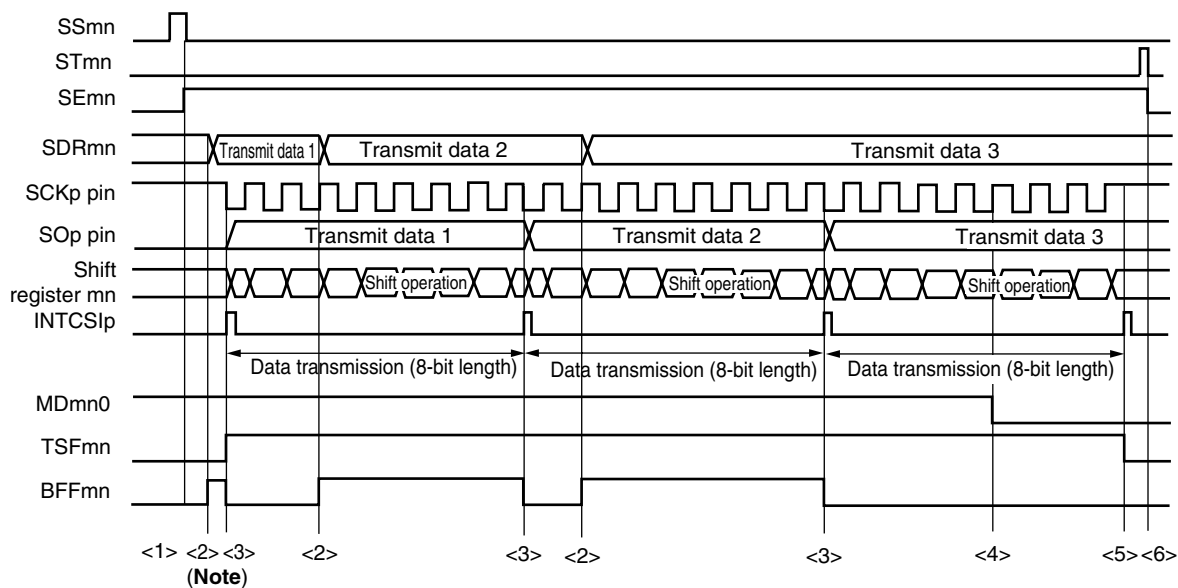 SSmn
STmn
SEmn
SDRmn Transmit data 1 Transmit data 2 Transmit data 3
SCKp pin
SOp pin Transmit data 1 Transmit data 2 Transmit data 3
Shift
register mn Shift operation Shift operation Shift operation
INTCSIp
Data transmission (8-bit length) Data transmission (8-bit length) Data transmission (8-bit length)
MDmn0
TSFmn
BFFmn
<1> <2> <3> <2> <3> <2> <3> <4> <5> <6>
(Note)